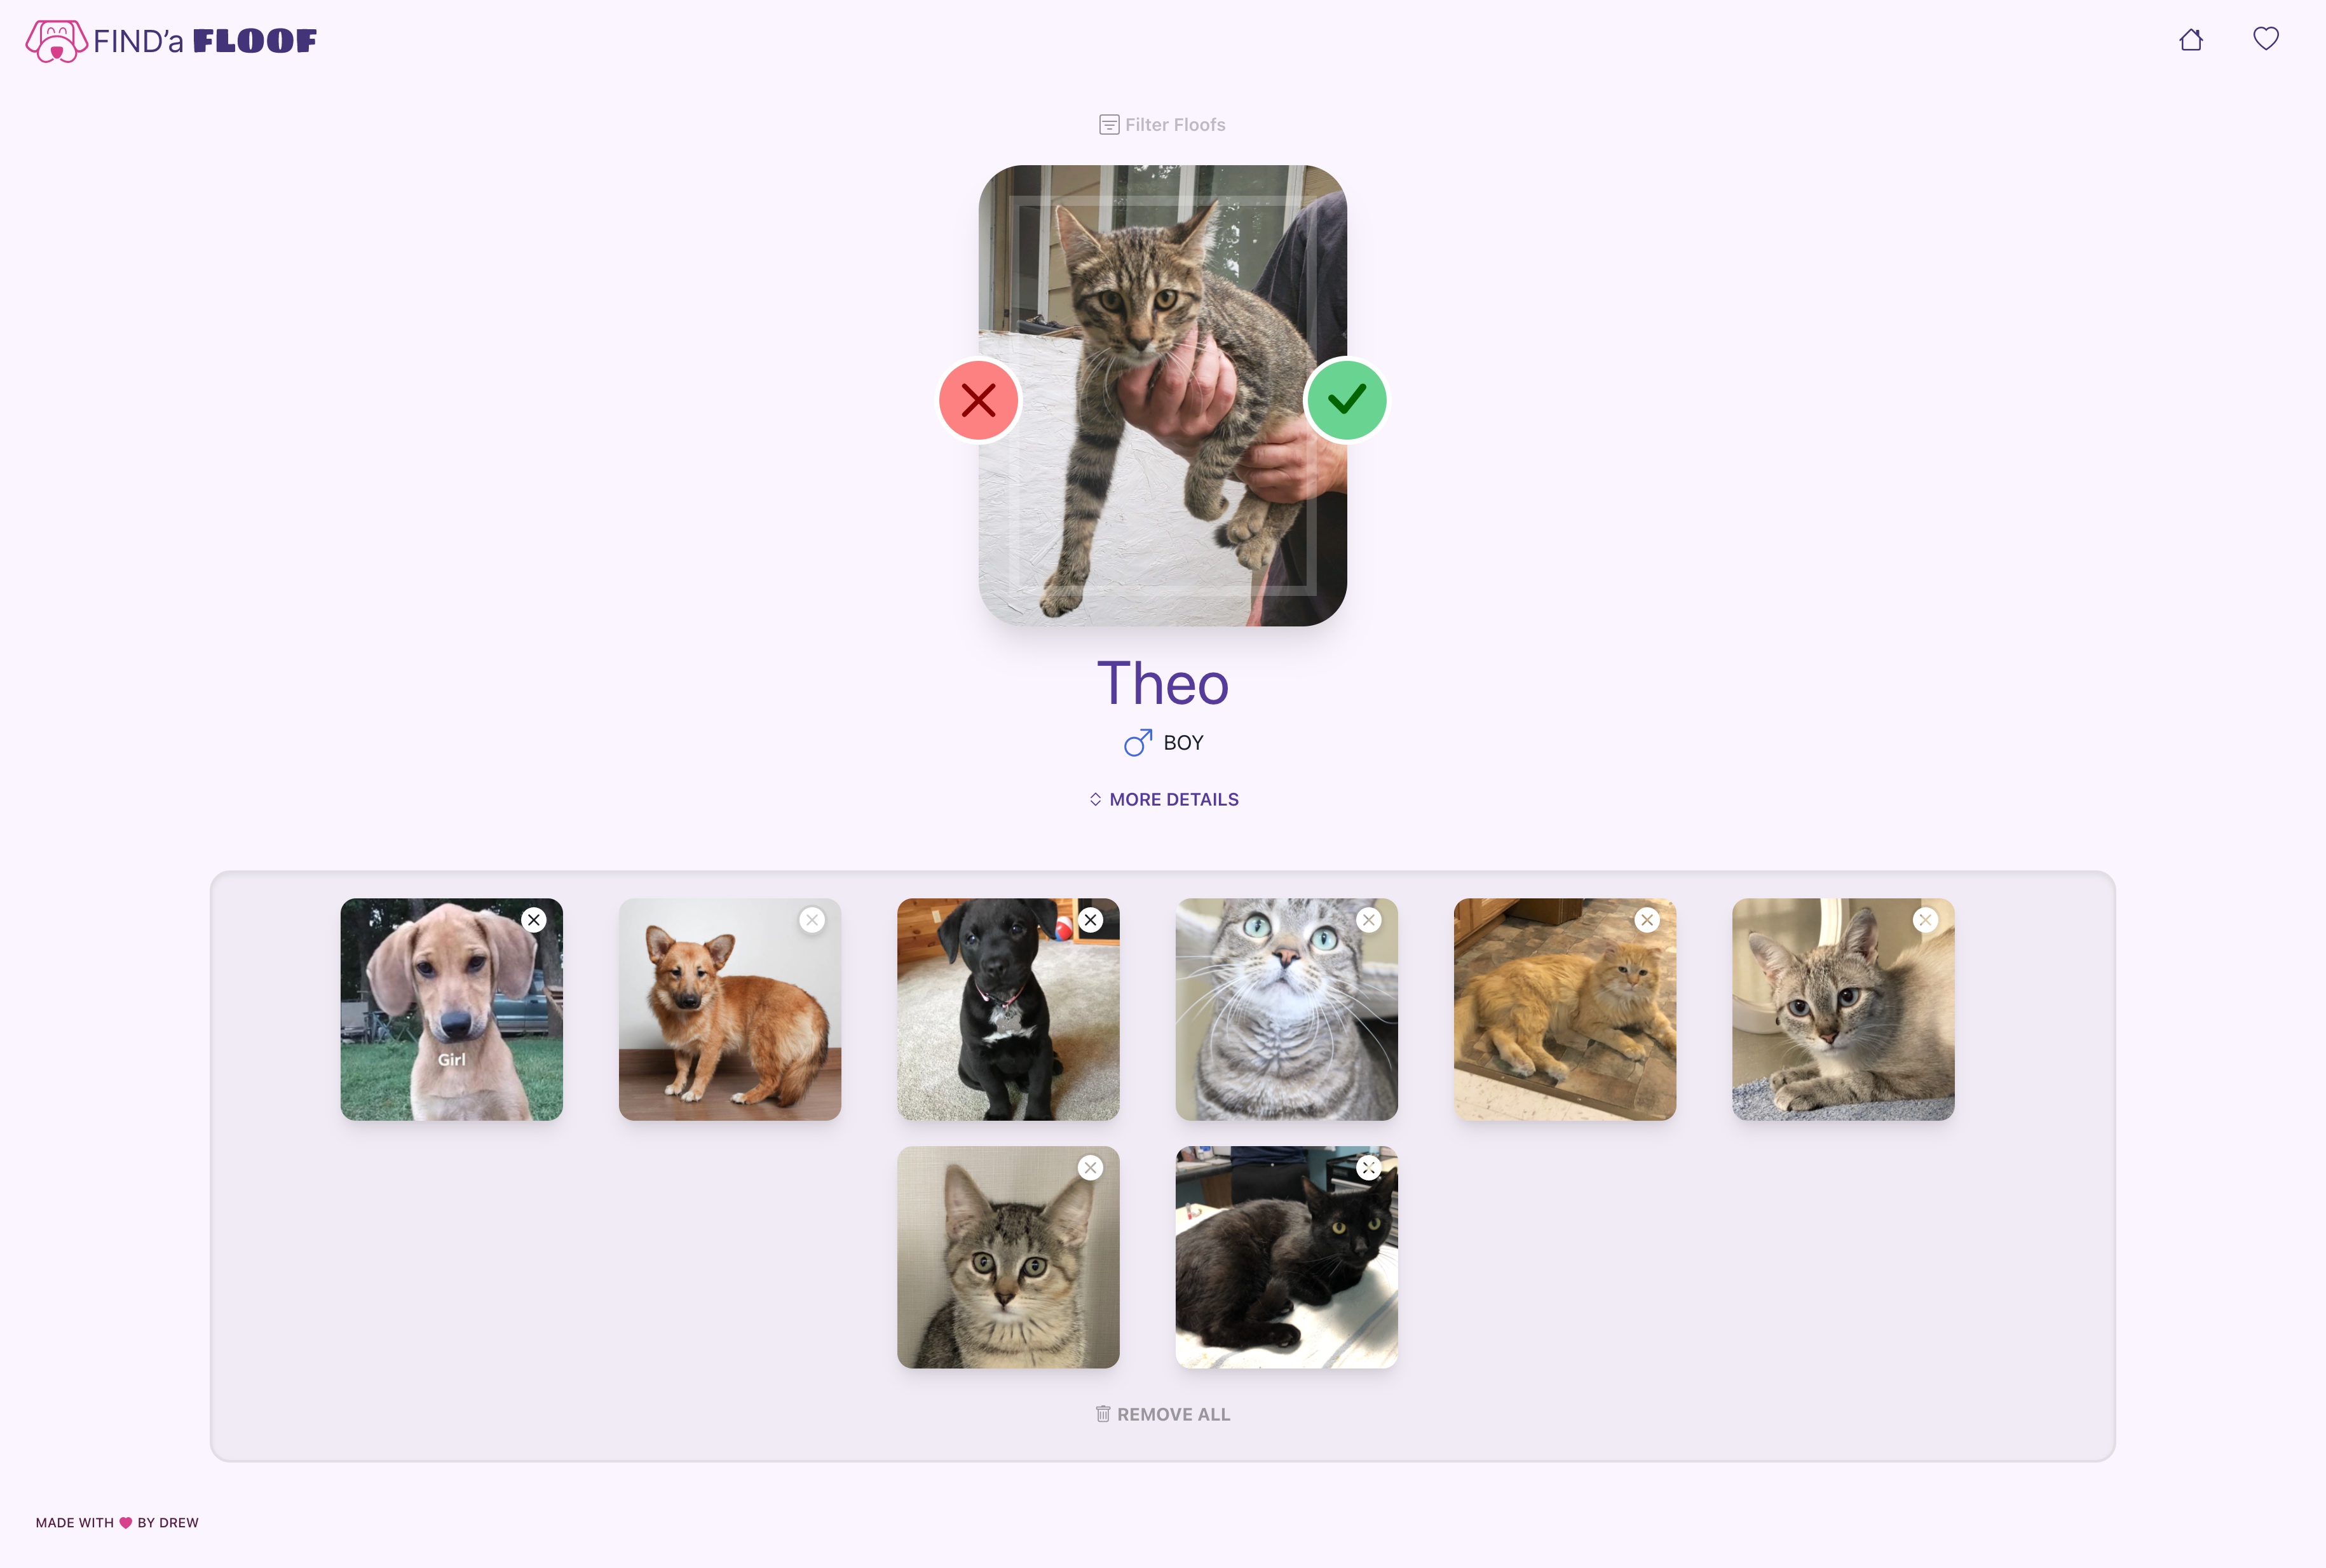 FIND’a FLOOF
Filter Floofs
Theo
BOY
MORE DETAILS
Girl
REMOVE ALL
MADE WITH BY DREW